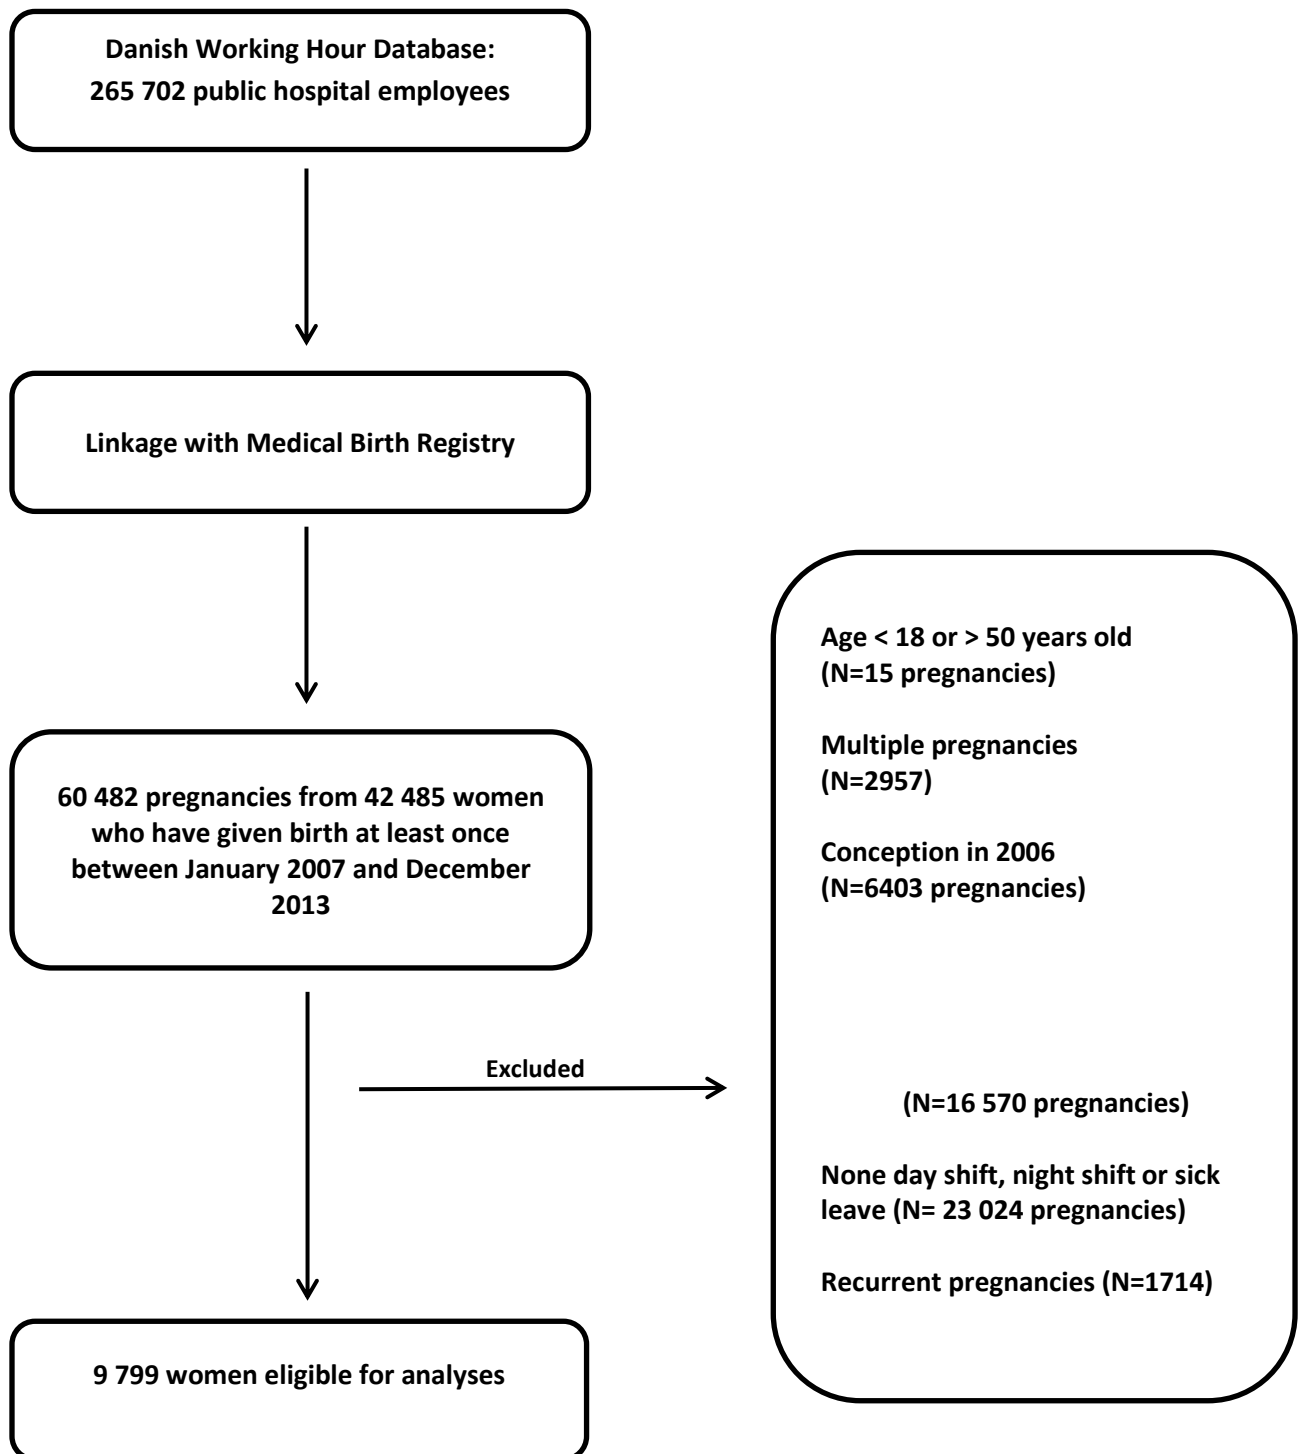 Danish Working Hour Database:
265 702 public hospital employees
Linkage with Medical Birth Registry
60 482 pregnancies from 42 485 women
who have given birth at least once
between January 2007 and December
2013
Excluded
Age < 18 or > 50 years old
(N=15 pregnancies)
Multiple pregnancies
(N=2957)
Conception in 2006
(N=6403 pregnancies)
(N=16 570 pregnancies)
None day shift, night shift or sick
leave (N= 23 024 pregnancies)
Recurrent pregnancies (N=1714)
9 799 women eligible for analyses